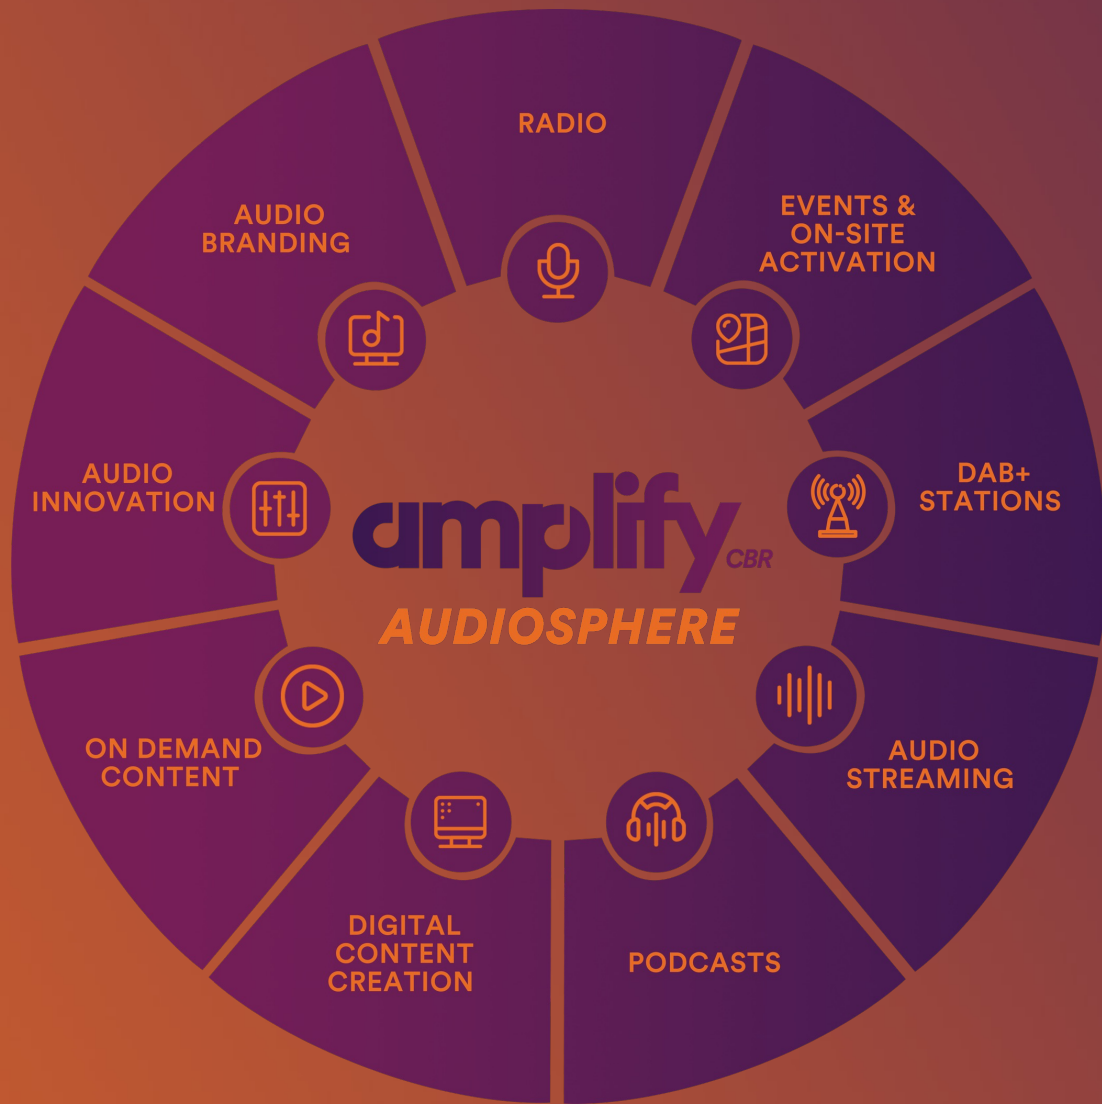 RADIO
EVENTS &
ON-SITE
ACTIVATION
DAB+
STATIONS
AUDIO
STREAMING
PODCASTS
DIGITAL
CONTENT
CREATION
ON DEMAND
CONTENT
AUDIO
INNOVATION
AUDIO
BRANDING
amplify CBR
AUDIOSPHERE